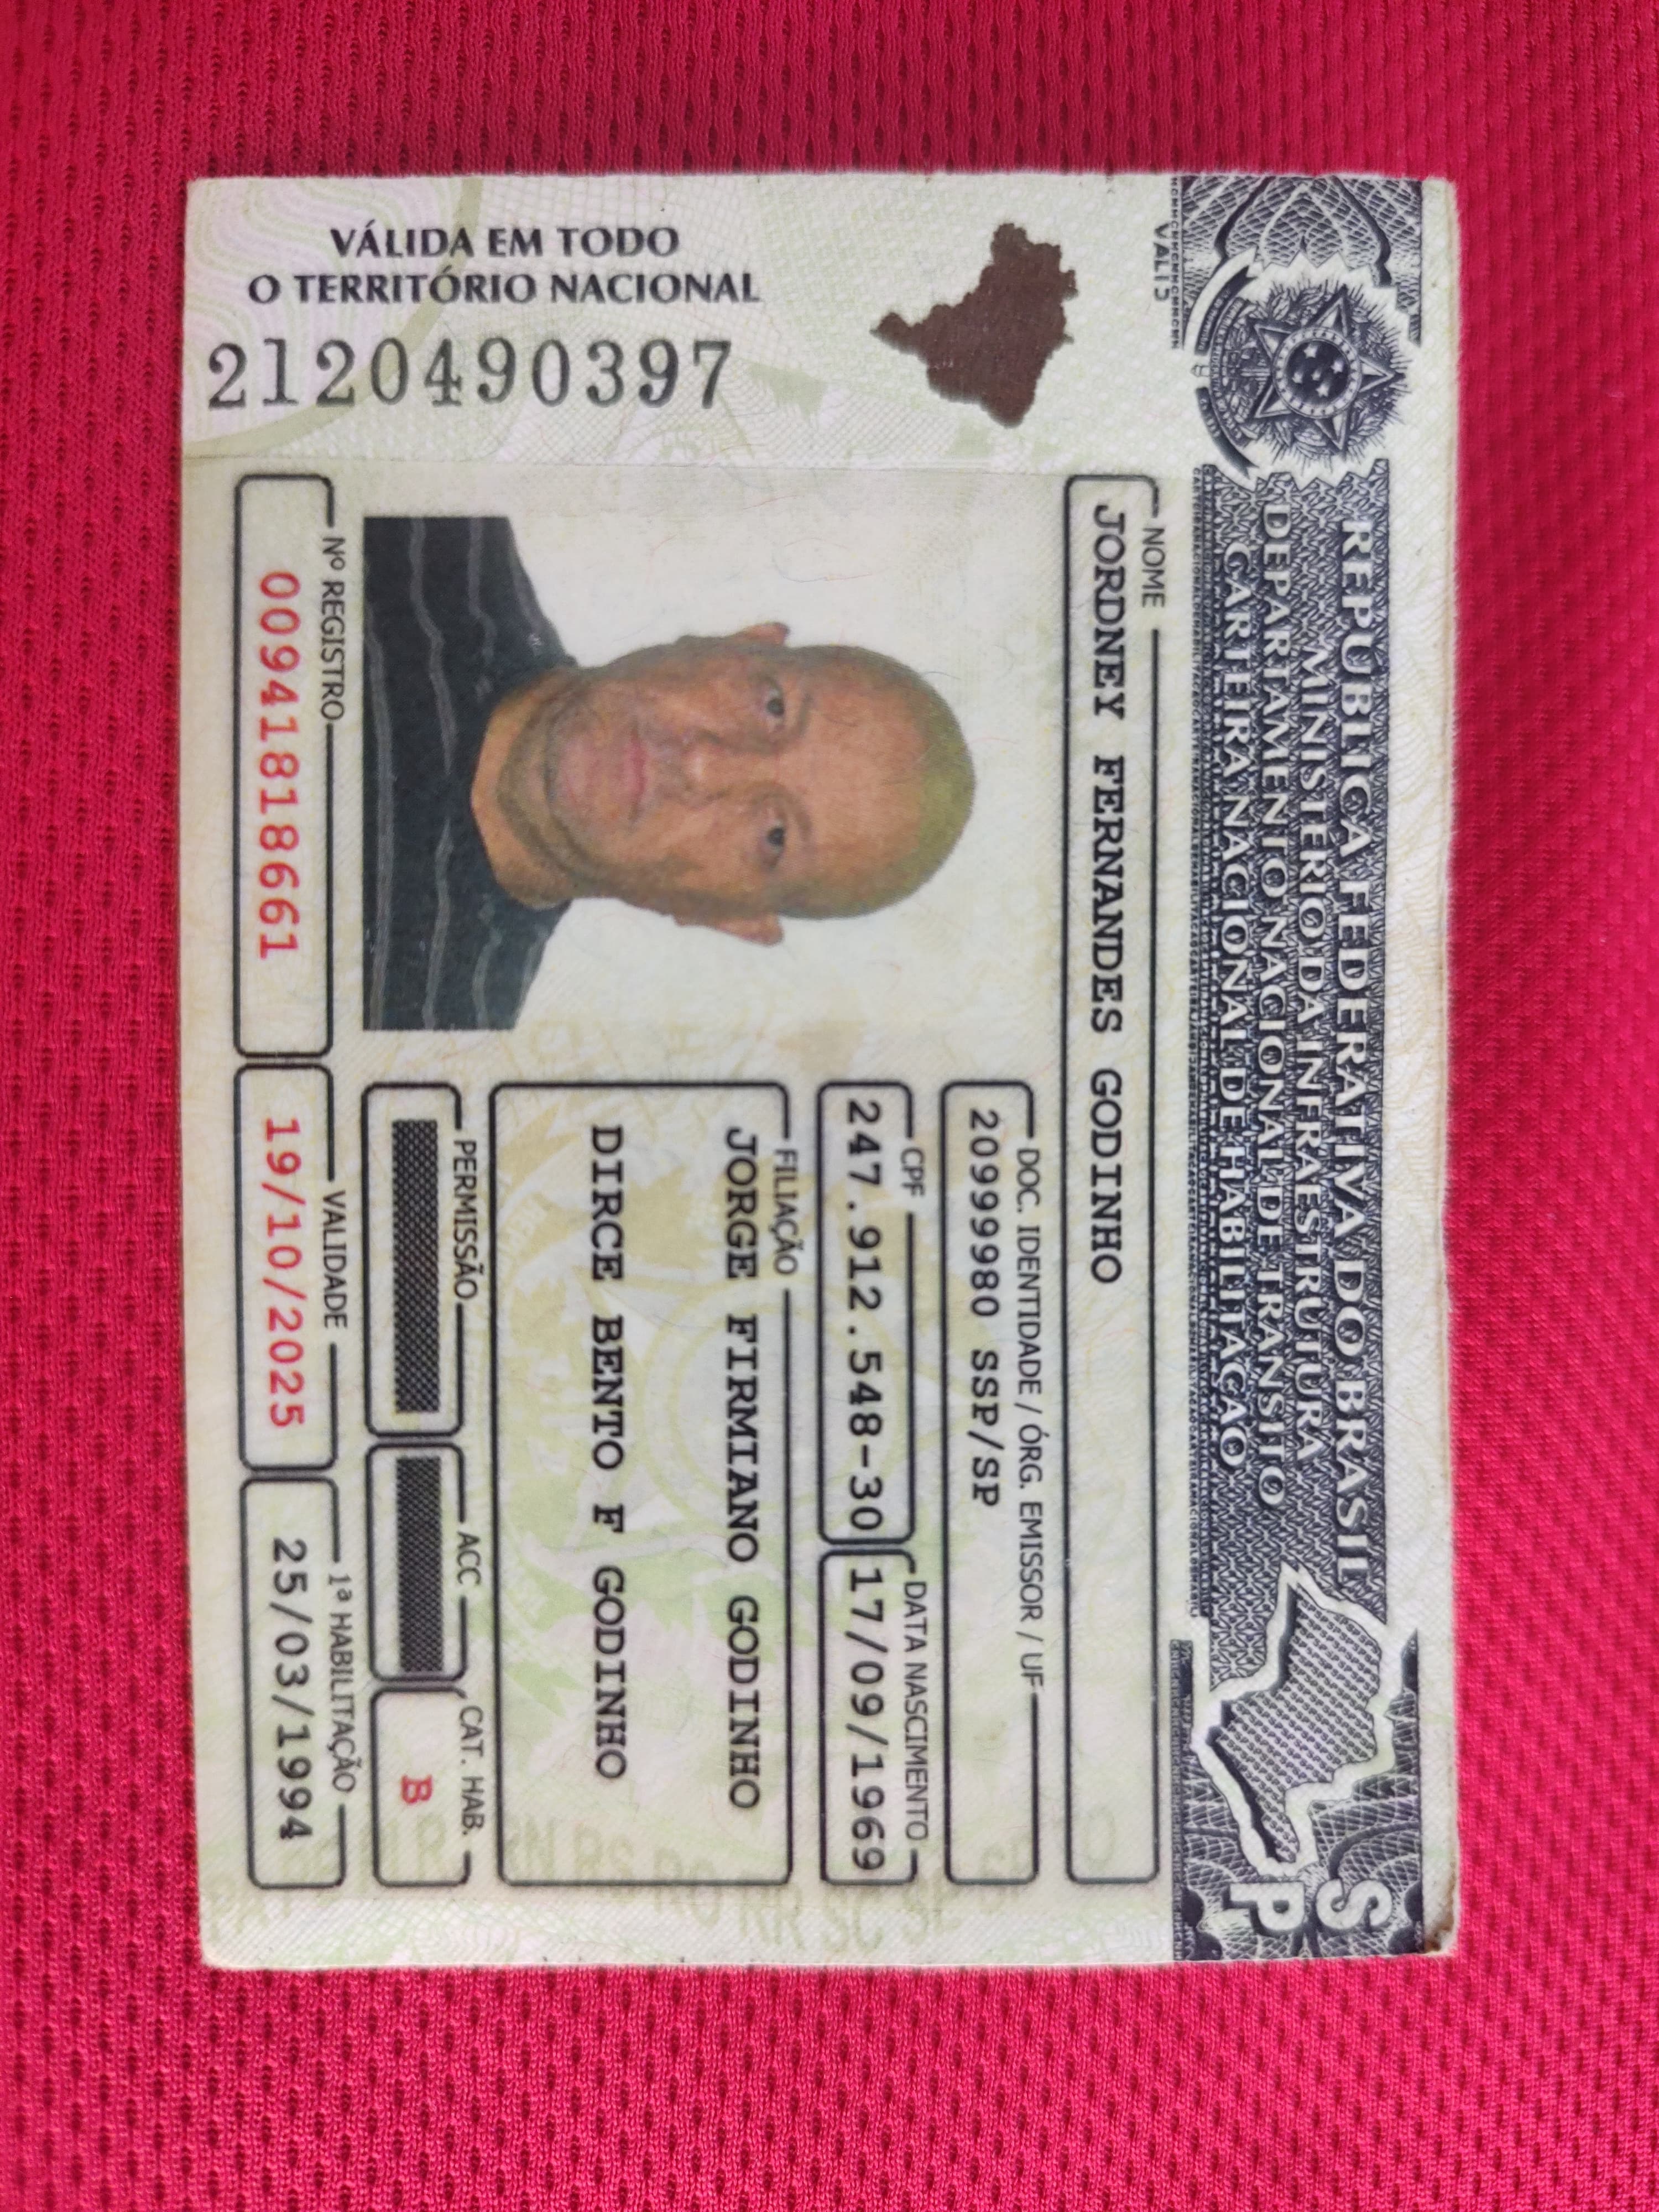 REPÚBLICA FEDERATIVA DO BRASIL
MINISTÉRIO DA INFRAESTRUTURA
DEPARTAMENTO NACIONAL DE TRÂNSITO
CARTEIRA NACIONAL DE HABILITAÇÃO
SP
NOME
JORDNEY FERNANDES GODINHO
DOC. IDENTIDADE / ÓRG. EMISSOR / UF
20999980 SSP/SP
CPF
247.912.548-30
DATA NASCIMENTO
17/09/1969
FILIAÇÃO
JORGE FIRMIANO GODINHO
DIRCE BENTO F GODINHO
PERMISSÃO
ACC
CAT. HAB.
B
Nº REGISTRO
00941818661
VALIDADE
19/10/2025
1ª HABILITAÇÃO
25/03/1994
VÁLIDA EM TODO
O TERRITÓRIO NACIONAL
2120490397